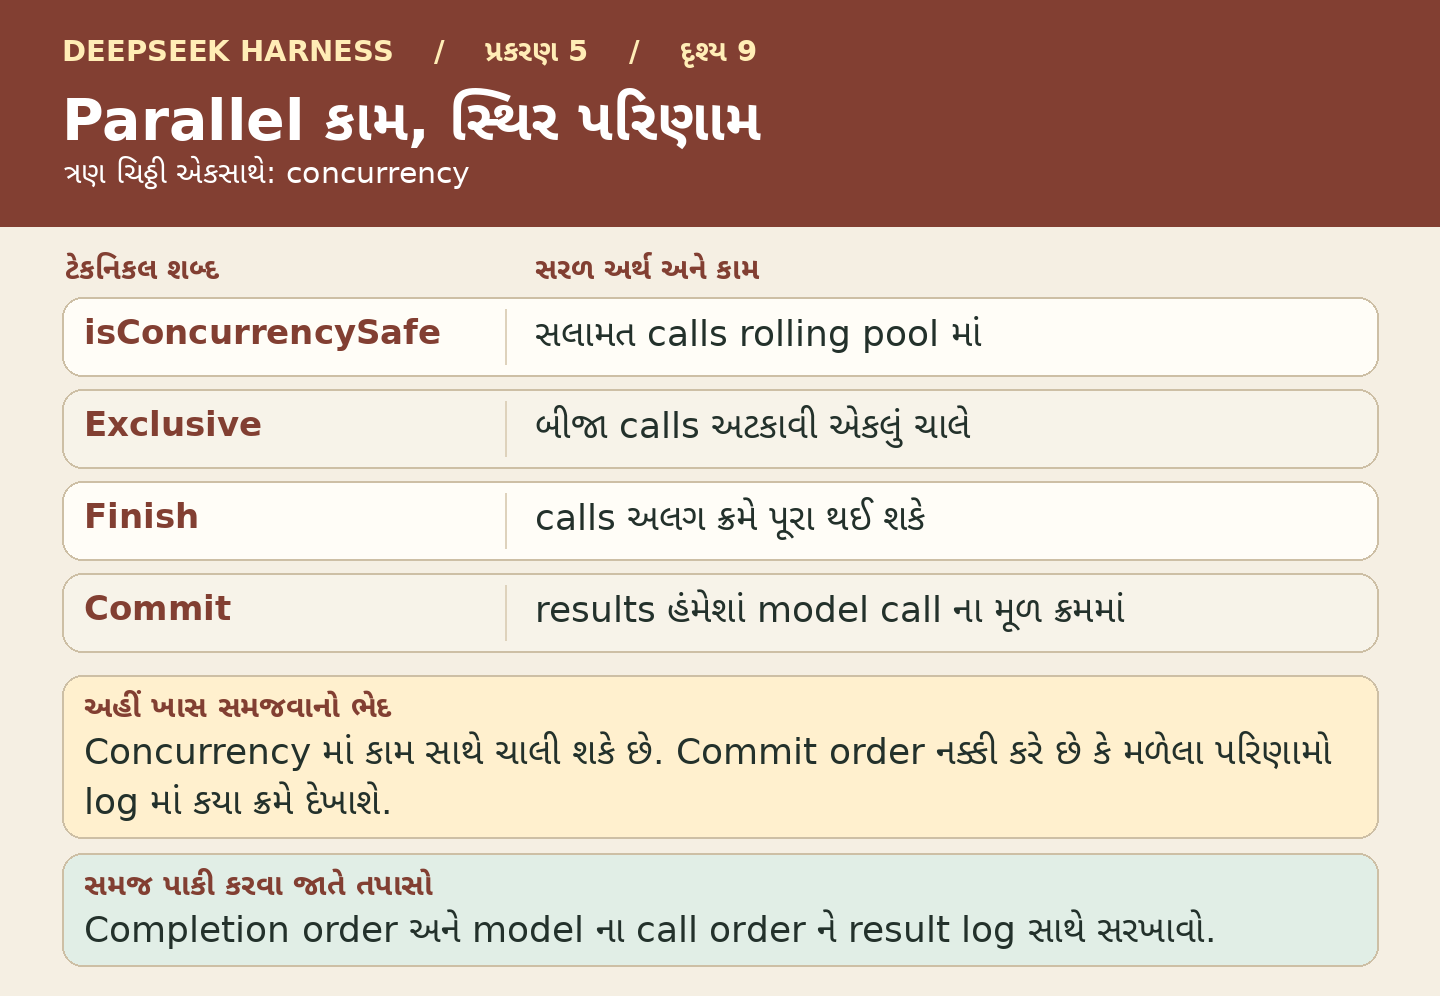 DEEPSEEK HARNESS / પ્રકરણ 5 / દૃશ્ય 9
Parallel કામ, સ્થિર પરિણામ
ત્રણ ચિઠ્ઠી એકસાથે: concurrency
ટેકનિકલ શબ્દ સરળ અર્થ અને કામ
isConcurrencySafe સલામત calls rolling pool માં
Exclusive બીજા calls અટકાવી એકલું ચાલે
Finish calls અલગ ક્રમે પૂરા થઈ શકે
Commit results હંમેશાં model call ના મૂળ ક્રમમાં
અહીં ખાસ સમજવાનો ભેદ
Concurrency માં કામ સાથે ચાલી શકે છે. Commit order નક્કી કરે છે કે મળેલા પરિણામો
log માં કયા ક્રમે દેખાશે.
સમજ પાકી કરવા જાતે તપાસો
Completion order અને model ના call order ને result log સાથે સરખાવો.